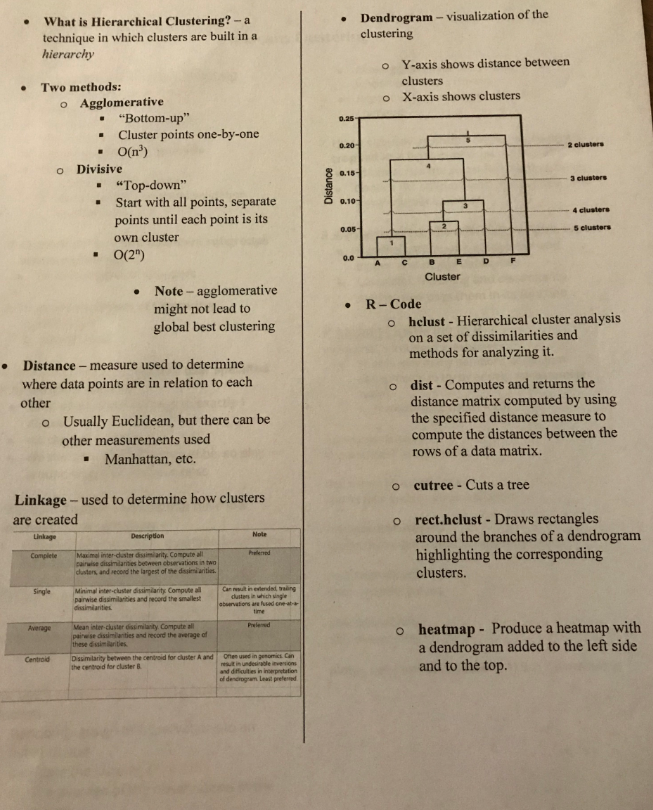 • What is Hierarchical Clustering? – a
technique in which clusters are built in a
hierarchy
• Two methods:
o Agglomerative
▪ “Bottom-up”
▪ Cluster points one-by-one
▪ O(n³)
o Divisive
▪ “Top-down”
▪ Start with all points, separate
points until each point is its
own cluster
▪ O(2ⁿ)
• Note – agglomerative
might not lead to
global best clustering
• Distance – measure used to determine
where data points are in relation to each
other
o Usually Euclidean, but there can be
other measurements used
▪ Manhattan, etc.
Linkage – used to determine how clusters
are created
Linkage Description Note
Complete
Maximal inter-cluster dissimilarity. Compute all
pairwise dissimilarities between observations in two
clusters, and record the largest of the dissimilarities.
Preferred
Single
Minimal inter-cluster dissimilarity. Compute all
pairwise dissimilarities and record the smallest
dissimilarities.
Can result in extended, trailing
clusters in which single
observations are fused one-at-a-
time
Average
Mean inter-cluster dissimilarity. Compute all
pairwise dissimilarities and record the average of
these dissimilarities.
Preferred
Centroid
Dissimilarity between the centroid for cluster A and
the centroid for cluster B.
Often used in genomics. Can
result in undesirable inversions
and difficulties in interpretation
of dendrogram. Least preferred
• Dendrogram – visualization of the
clustering
o Y-axis shows distance between
clusters
o X-axis shows clusters
0.25
0.20
0.15
0.10
0.05
0.0
Distance
5
4
3
2
1
2 clusters
3 clusters
4 clusters
5 clusters
A C B E D F
Cluster
• R – Code
o hclust - Hierarchical cluster analysis
on a set of dissimilarities and
methods for analyzing it.
o dist - Computes and returns the
distance matrix computed by using
the specified distance measure to
compute the distances between the
rows of a data matrix.
o cutree - Cuts a tree
o rect.hclust - Draws rectangles
around the branches of a dendrogram
highlighting the corresponding
clusters.
o heatmap - Produce a heatmap with
a dendrogram added to the left side
and to the top.